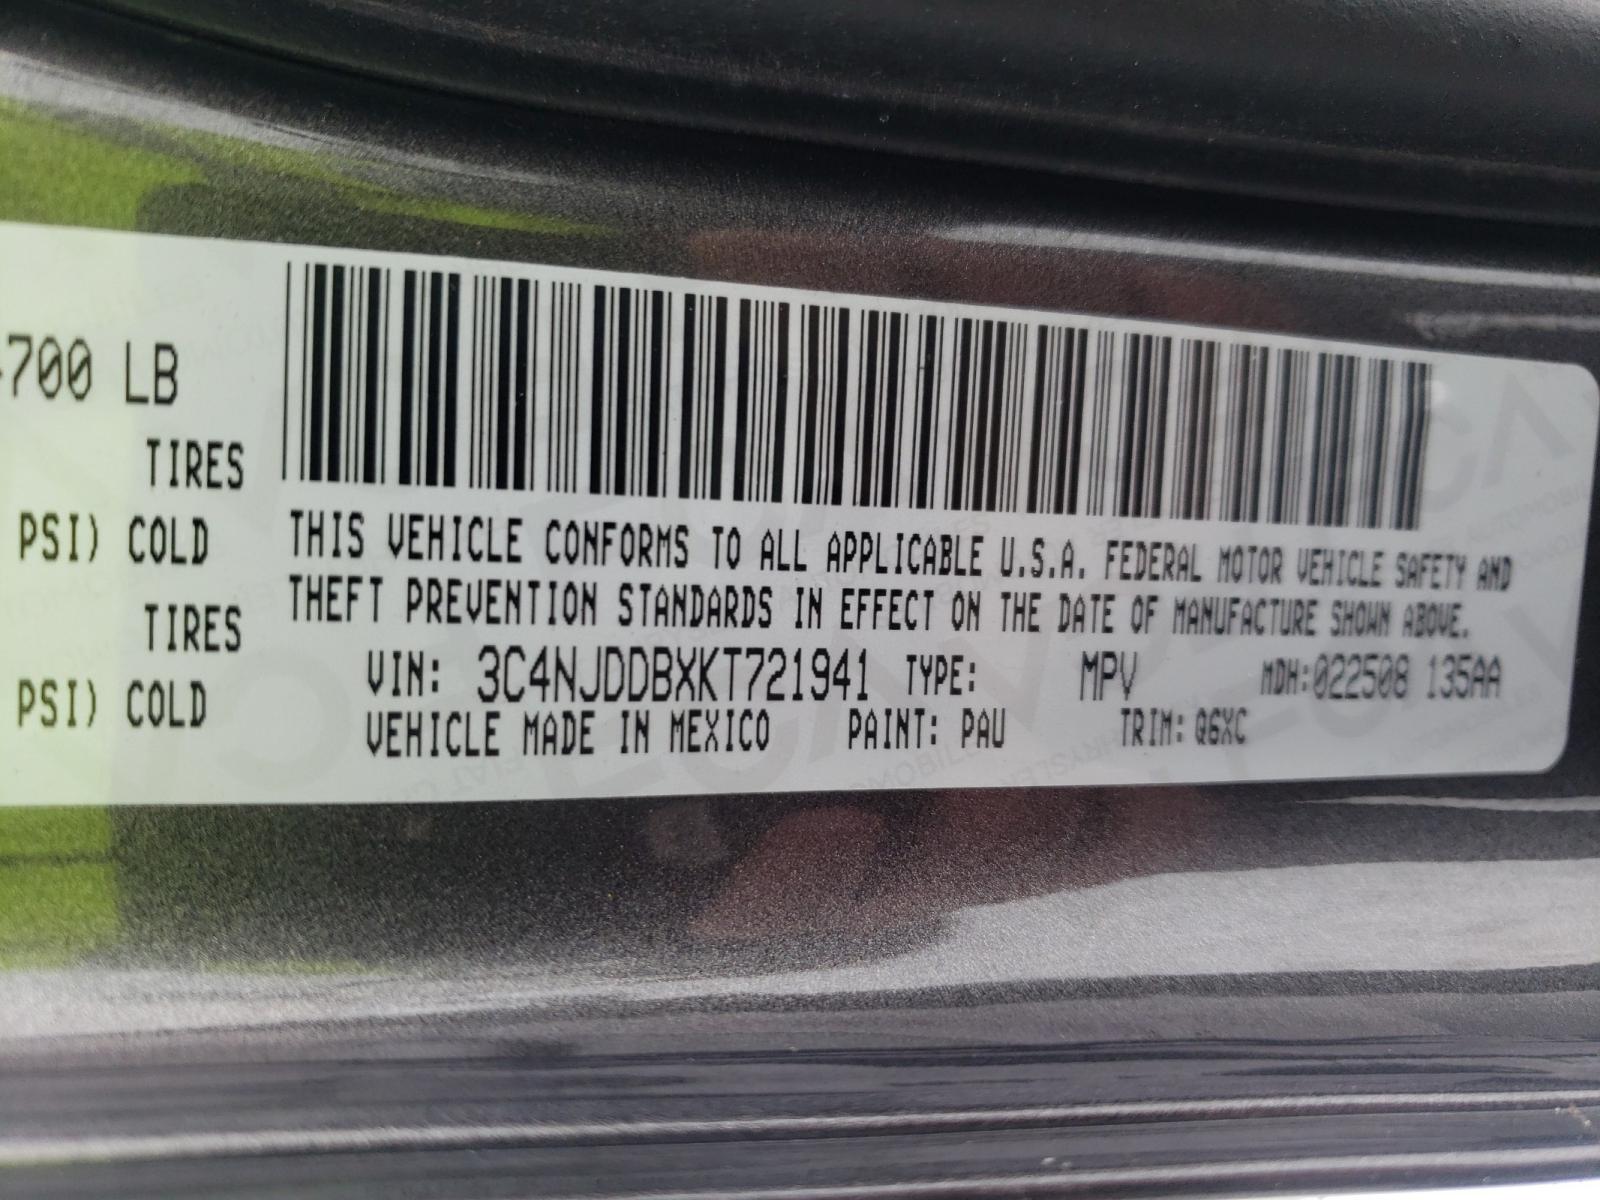 700 LB
TIRES
PSI) COLD
TIRES
PSI) COLD
THIS VEHICLE CONFORMS TO ALL APPLICABLE U.S.A. FEDERAL MOTOR VEHICLE SAFETY AND
THEFT PREVENTION STANDARDS IN EFFECT ON THE DATE OF MANUFACTURE SHOWN ABOVE.
VIN: 3C4NJDDBXKT721941 TYPE: MPV MDH:022508 135AA
VEHICLE MADE IN MEXICO PAINT: PAU TRIM: Q6XC